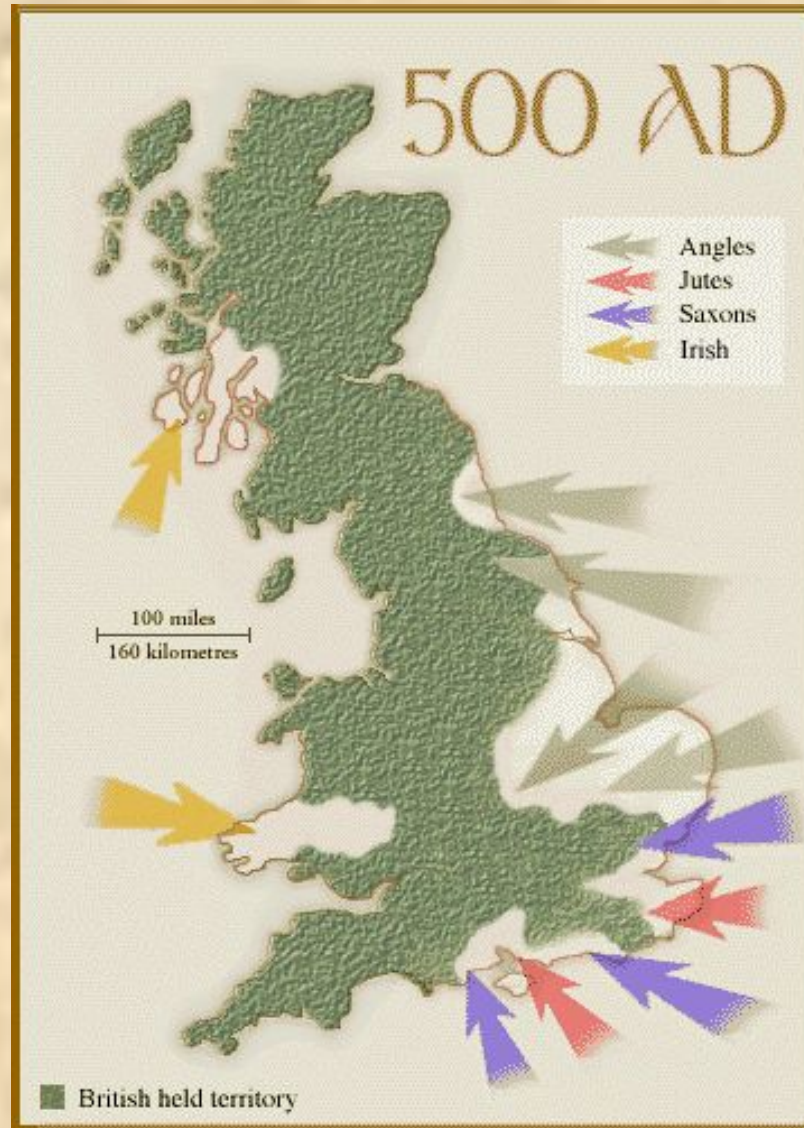 500 AD
Angles
Jutes
Saxons
Irish
100 miles
160 kilometres
British held territory